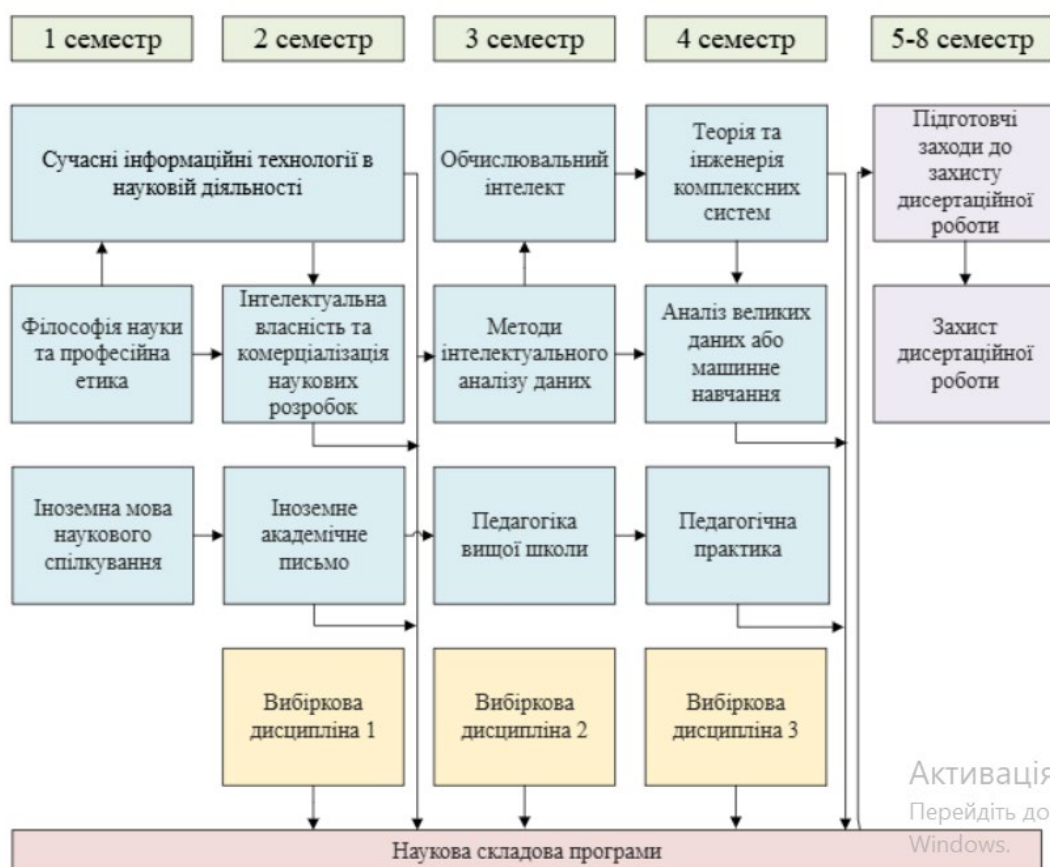 1 семестр
2 семестр
3 семестр
4 семестр
5-8 семестр
Сучасні інформаційні технології в
науковій діяльності
Обчислювальний
інтелект
Теорія та
інженерія
комплексних
систем
Підготовчі
заходи до
захисту
дисертаційної
роботи
Філософія науки
та професійна
етика
Інтелектуальна
власність та
комерціалізація
наукових
розробок
Методи
інтелектуального
аналізу даних
Аналіз великих
даних або
машинне
навчання
Захист
дисертаційної
роботи
Іноземна мова
наукового
спілкування
Іноземне
академічне
письмо
Педагогіка
вищої школи
Педагогічна
практика
Вибіркова
дисципліна 1
Вибіркова
дисципліна 2
Вибіркова
дисципліна 3
Активація
Перейдіть до
Windows.
Наукова складова програми